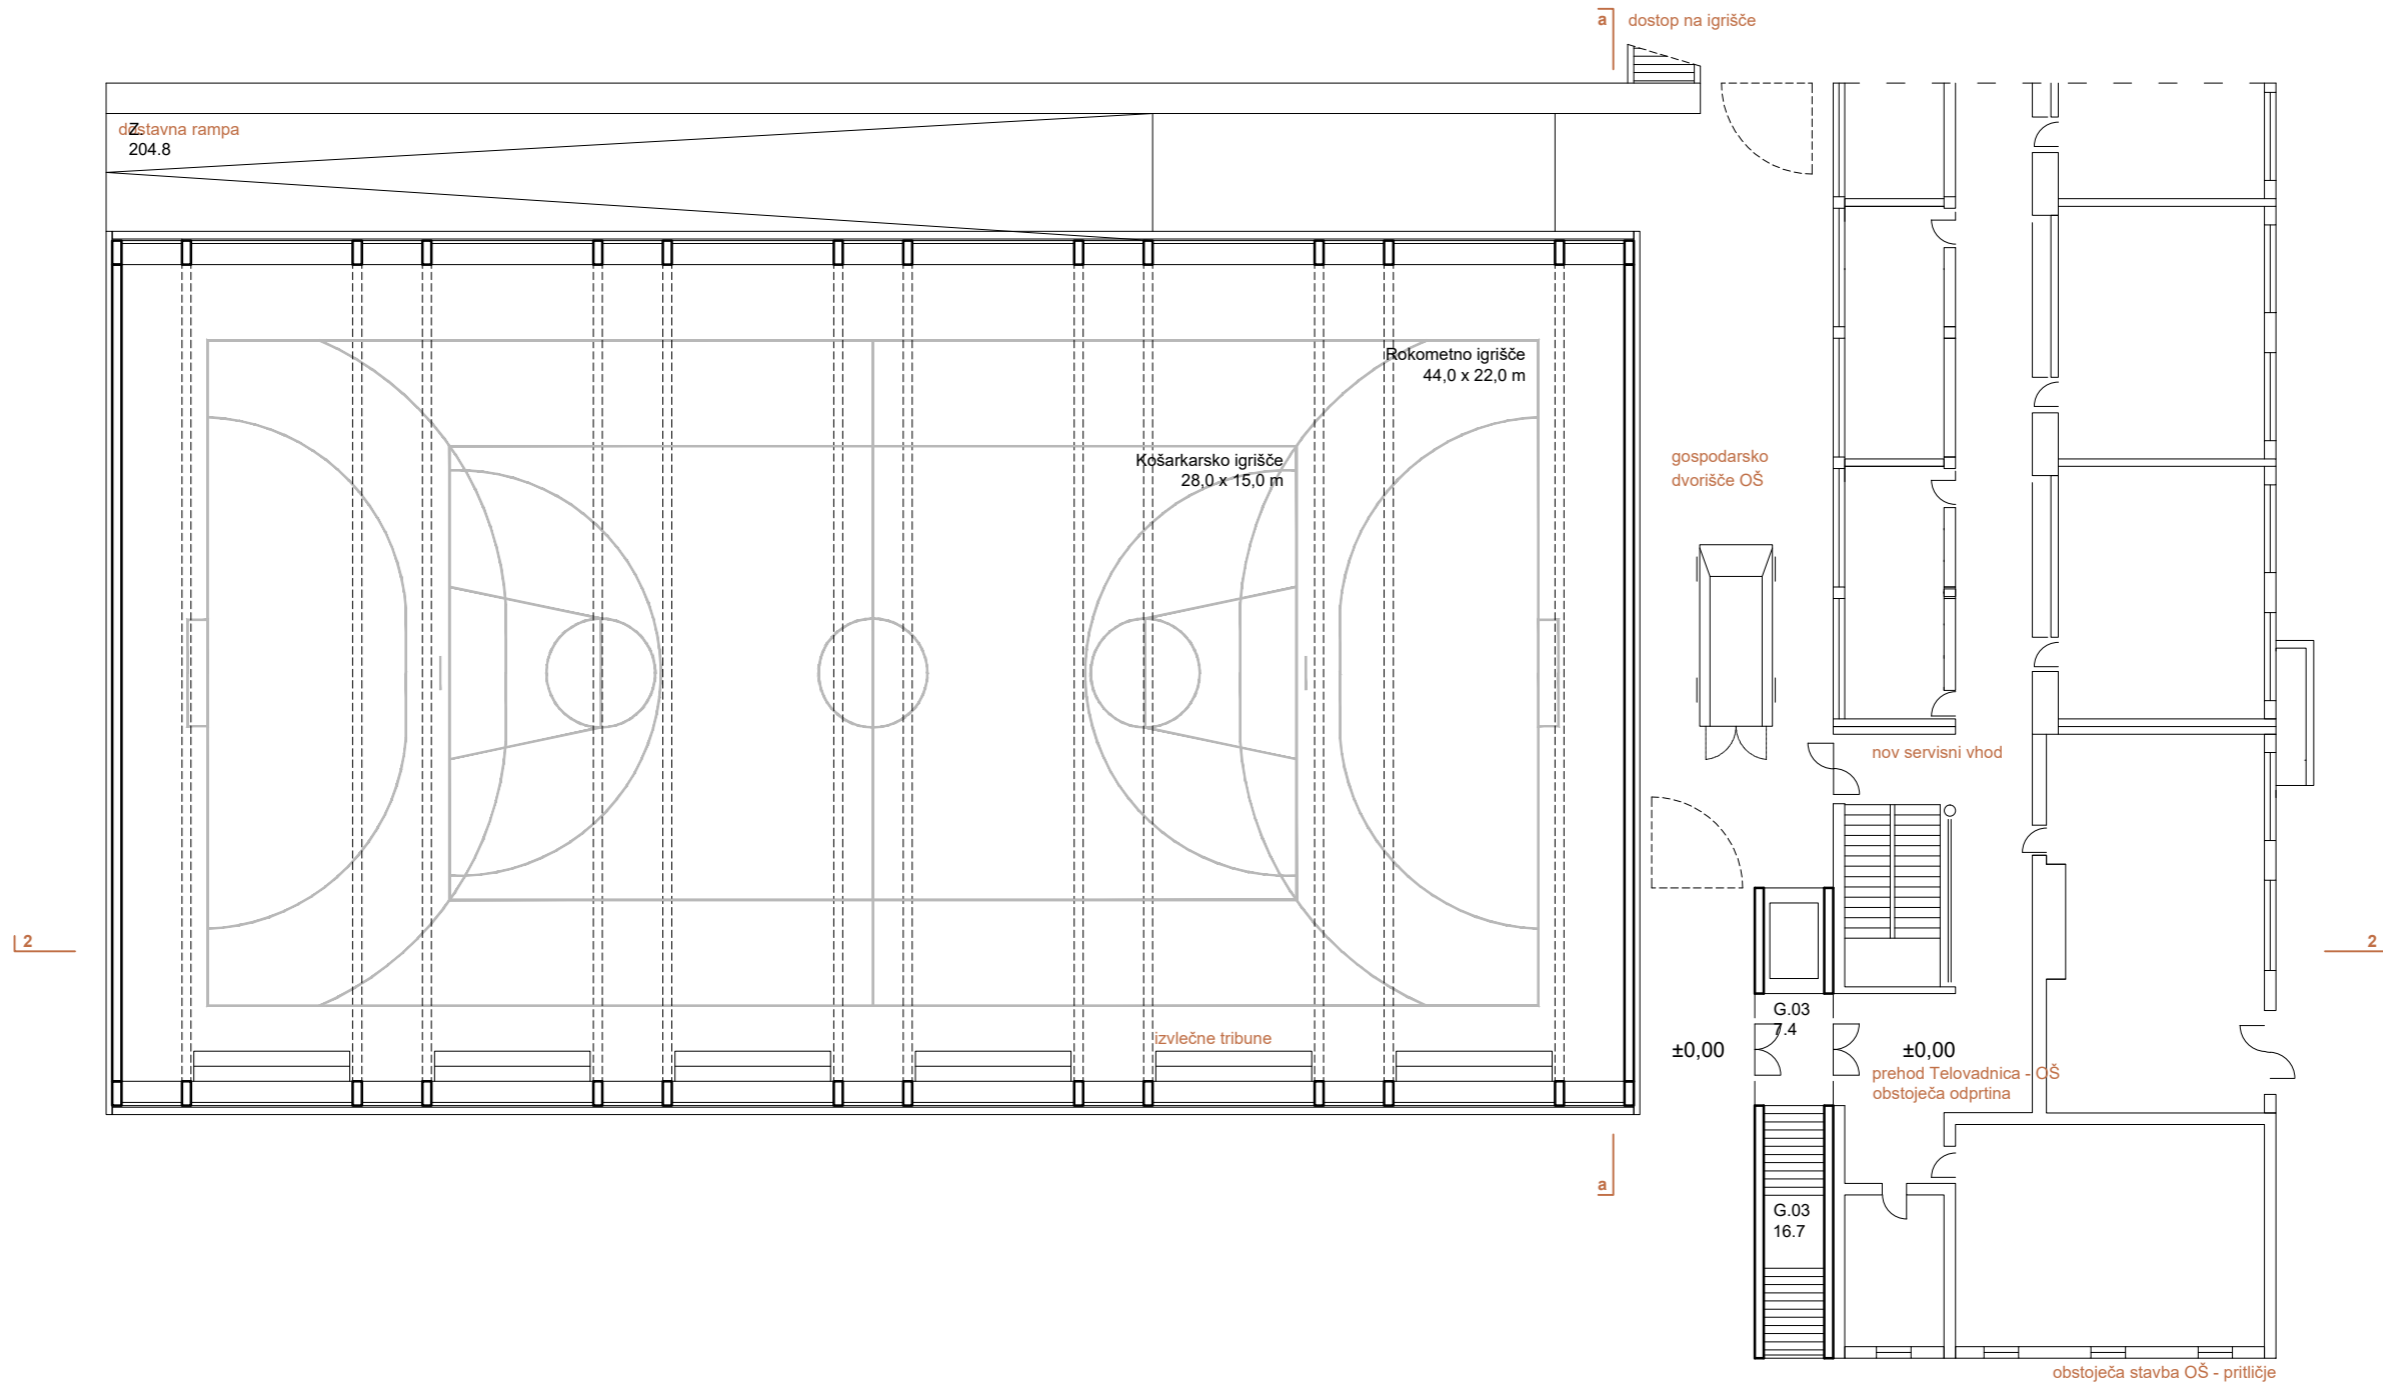 a
dostop na igrišče
dostavna rampa
Z.
204.8
Rokometno igrišče
44,0 x 22,0 m
Košarkarsko igrišče
28,0 x 15,0 m
gospodarsko
dvorišče OŠ
nov servisni vhod
2
2
G.03
7.4
izvlečne tribune
±0,00
±0,00
prehod Telovadnica - OŠ
obstoječa odprtina
a
G.03
16.7
obstoječa stavba OŠ - pritličje